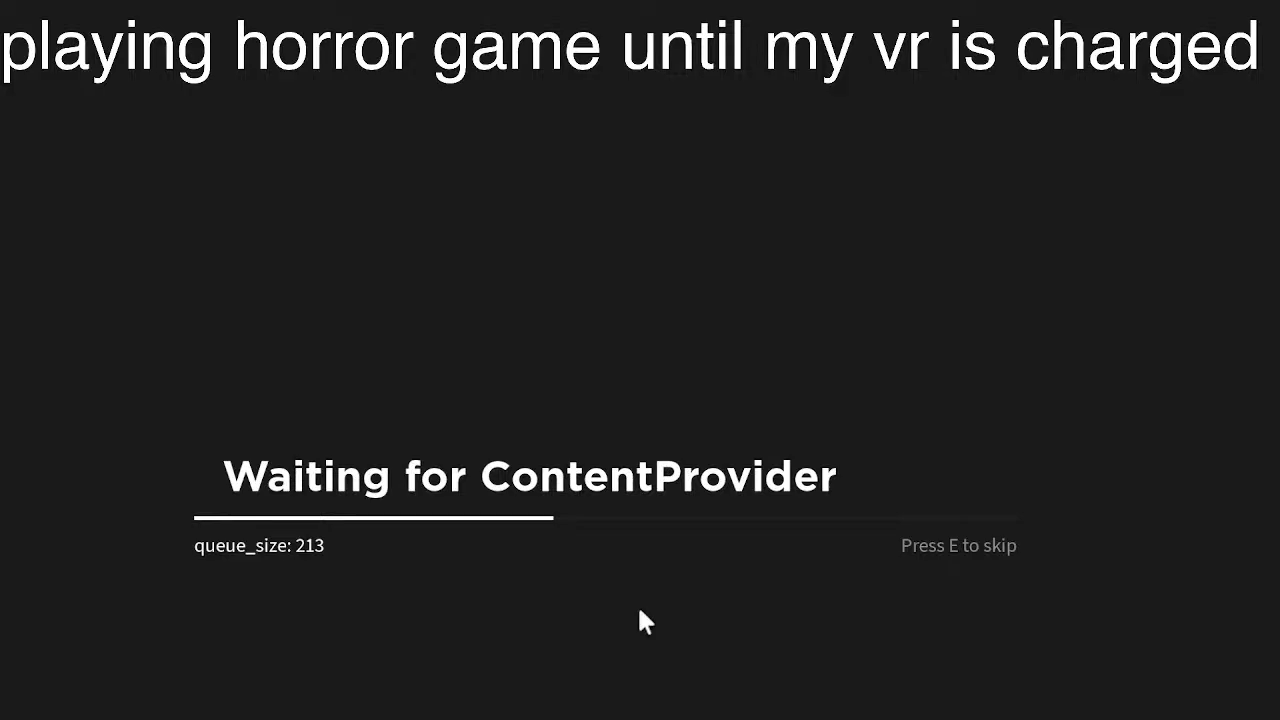 playing horror game until my vr is charged
Waiting for ContentProvider
queue_size: 213
Press E to skip